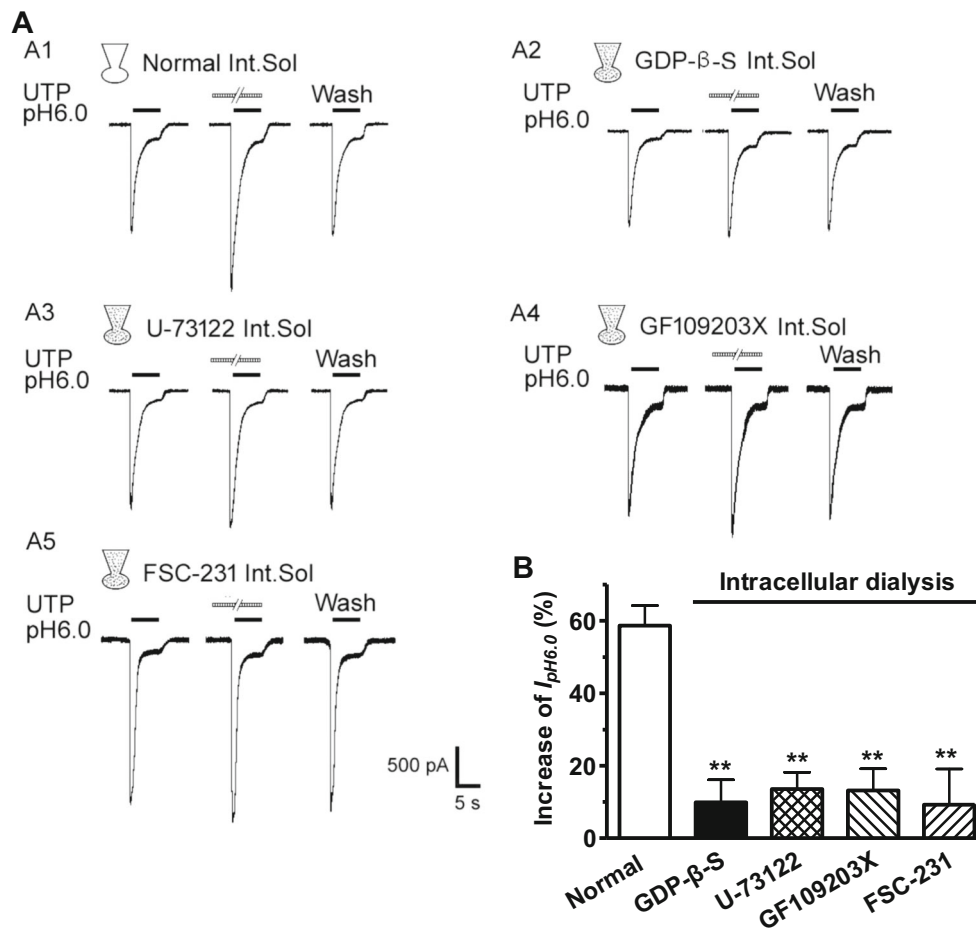 A
A1
Normal Int.Sol
UTP
pH6.0
Wash
A2
GDP-β-S Int.Sol
UTP
pH6.0
Wash
A3
U-73122 Int.Sol
UTP
pH6.0
Wash
A4
GF109203X Int.Sol
UTP
pH6.0
Wash
A5
FSC-231 Int.Sol
UTP
pH6.0
Wash
500 pA
5 s
B
Intracellular dialysis
Increase of IpH6.0 (%)
60
40
20
0
**
**
**
**
Normal
GDP-β-S
U-73122
GF109203X
FSC-231